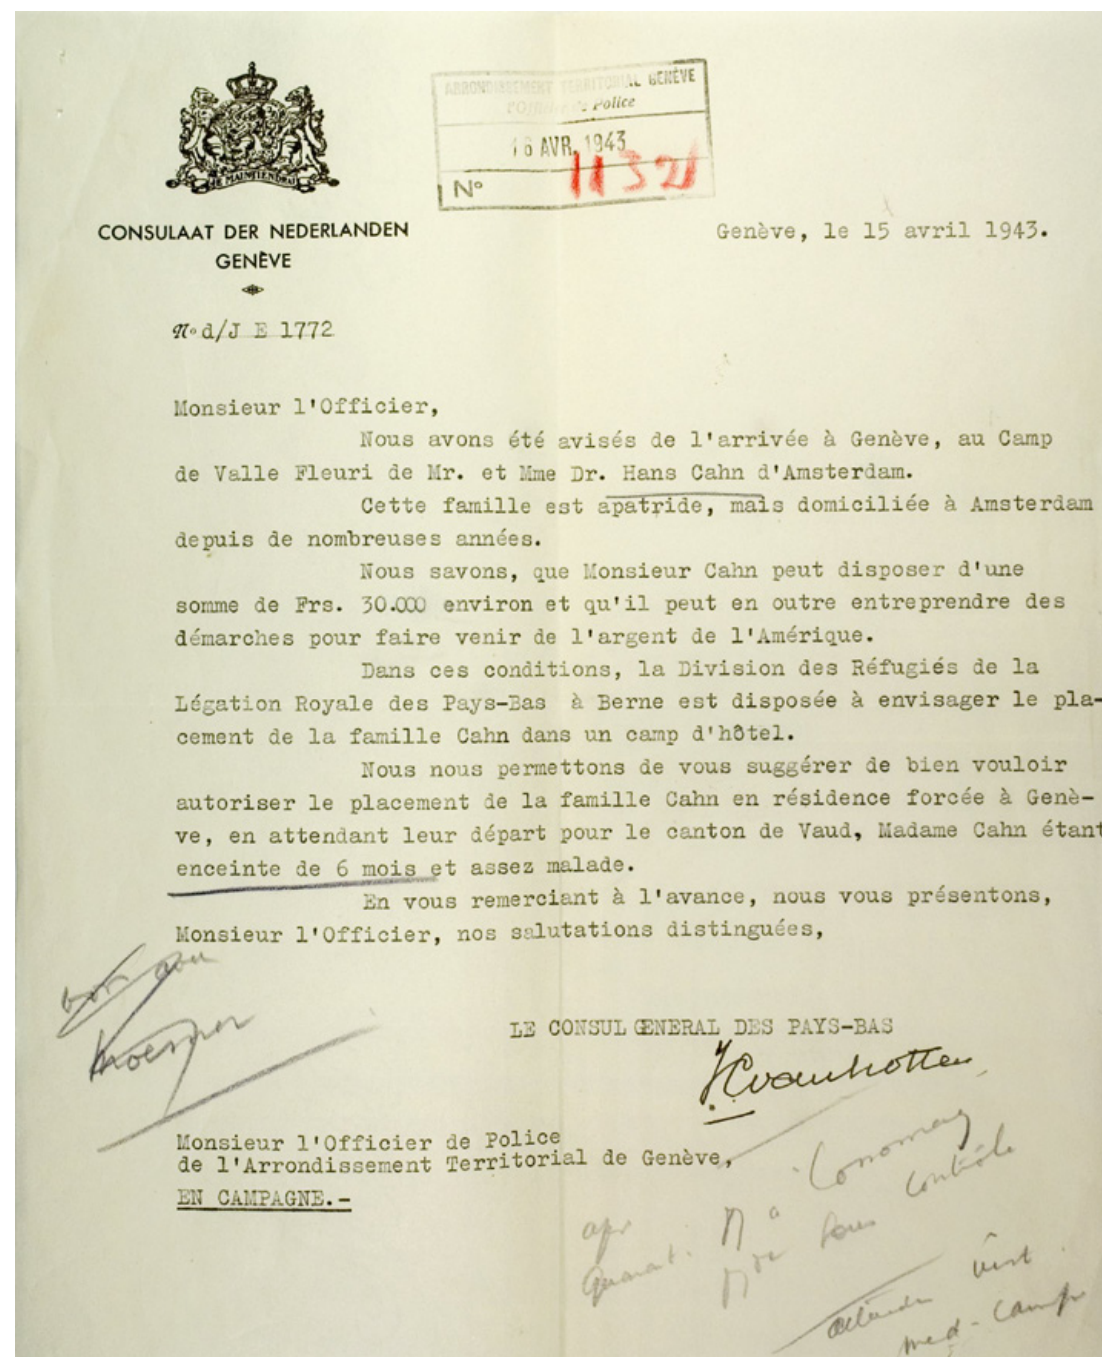 JE MAINTIENDRAI
ARRONDISSEMENT TERRITORIAL GENÈVE
de Police
16 AVR. 1943
N° 11321
CONSULAAT DER NEDERLANDEN
GENÈVE
Genève, le 15 avril 1943.
No d/J E 1772
Monsieur l'Officier,
Nous avons été avisés de l'arrivée à Genève, au Camp
de Valle Fleuri de Mr. et Mme Dr. Hans Cahn d'Amsterdam.
Cette famille est apatride, mais domiciliée à Amsterdam
depuis de nombreuses années.
Nous savons, que Monsieur Cahn peut disposer d'une
somme de Frs. 30.000 environ et qu'il peut en outre entreprendre des
démarches pour faire venir de l'argent de l'Amérique.
Dans ces conditions, la Division des Réfugiés de la
Légation Royale des Pays-Bas à Berne est disposée à envisager le pla-
cement de la famille Cahn dans un camp d'hôtel.
Nous nous permettons de vous suggérer de bien vouloir
autoriser le placement de la famille Cahn en résidence forcée à Genè-
ve, en attendant leur départ pour le canton de Vaud, Madame Cahn étant
enceinte de 6 mois et assez malade.
En vous remerciant à l'avance, nous vous présentons,
Monsieur l'Officier, nos salutations distinguées,
LE CONSUL GENERAL DES PAYS-BAS
Monsieur l'Officier de Police
de l'Arrondissement Territorial de Genève,
EN CAMPAGNE.-
contrôle
med - camp